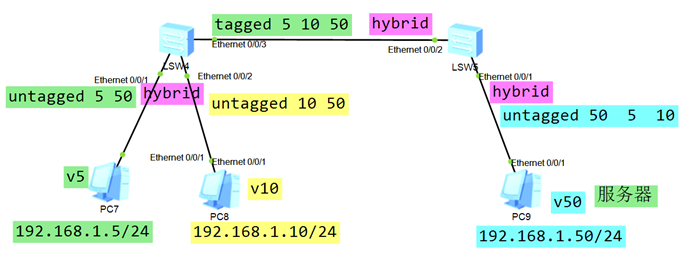 tagged 5 10 50
hybrid
Ethernet 0/0/3
Ethernet 0/0/2
LSW4
LSW5
Ethernet 0/0/1
Ethernet 0/0/2
Ethernet 0/0/1
untagged 5 50
hybrid
untagged 10 50
hybrid
untagged 50 5 10
Ethernet 0/0/1
Ethernet 0/0/1
Ethernet 0/0/1
v5
v10
v50
服务器
PC7
PC8
PC9
192.168.1.5/24
192.168.1.10/24
192.168.1.50/24